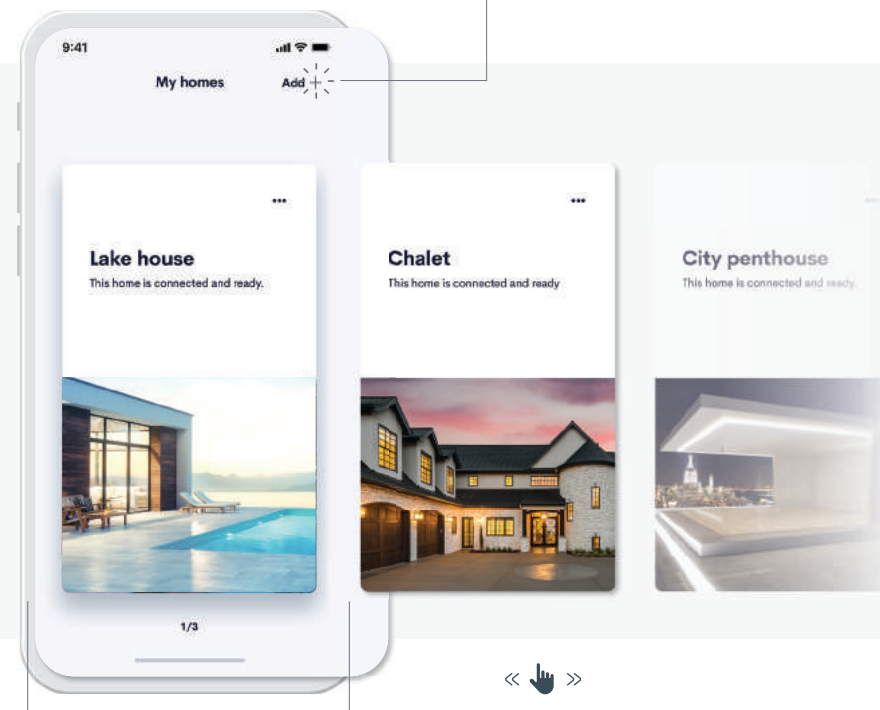 9:41
My homes
Add +
•••
Lake house
This home is connected and ready.
•••
Chalet
This home is connected and ready
•••
City penthouse
This home is connected and ready.
1/3